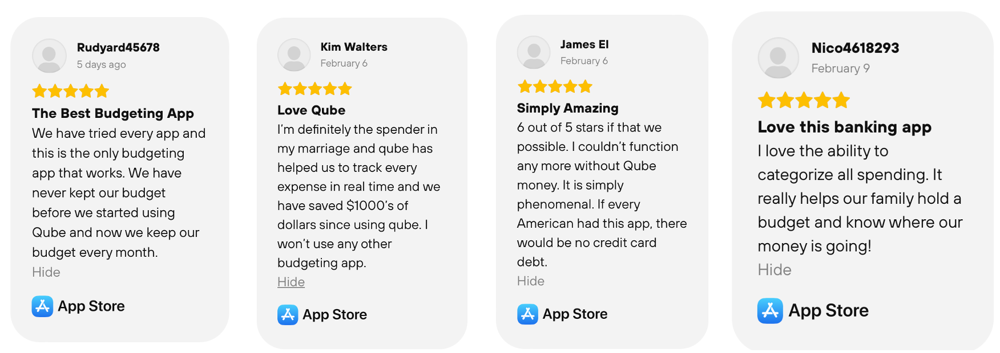 Rudyard45678
5 days ago
The Best Budgeting App
We have tried every app and
this is the only budgeting
app that works. We have
never kept our budget
before we started using
Qube and now we keep our
budget every month.
Hide
App Store
Kim Walters
February 6
Love Qube
I'm definitely the spender in
my marriage and qube has
helped us to track every
expense in real time and we
have saved $1000's of
dollars since using qube. I
won't use any other
budgeting app.
Hide
App Store
James El
February 6
Simply Amazing
6 out of 5 stars if that we
possible. I couldn't function
any more without Qube
money. It is simply
phenomenal. If every
American had this app, there
would be no credit card
debt.
Hide
App Store
Nico4618293
February 9
Love this banking app
I love the ability to
categorize all spending. It
really helps our family hold a
budget and know where our
money is going!
Hide
App Store